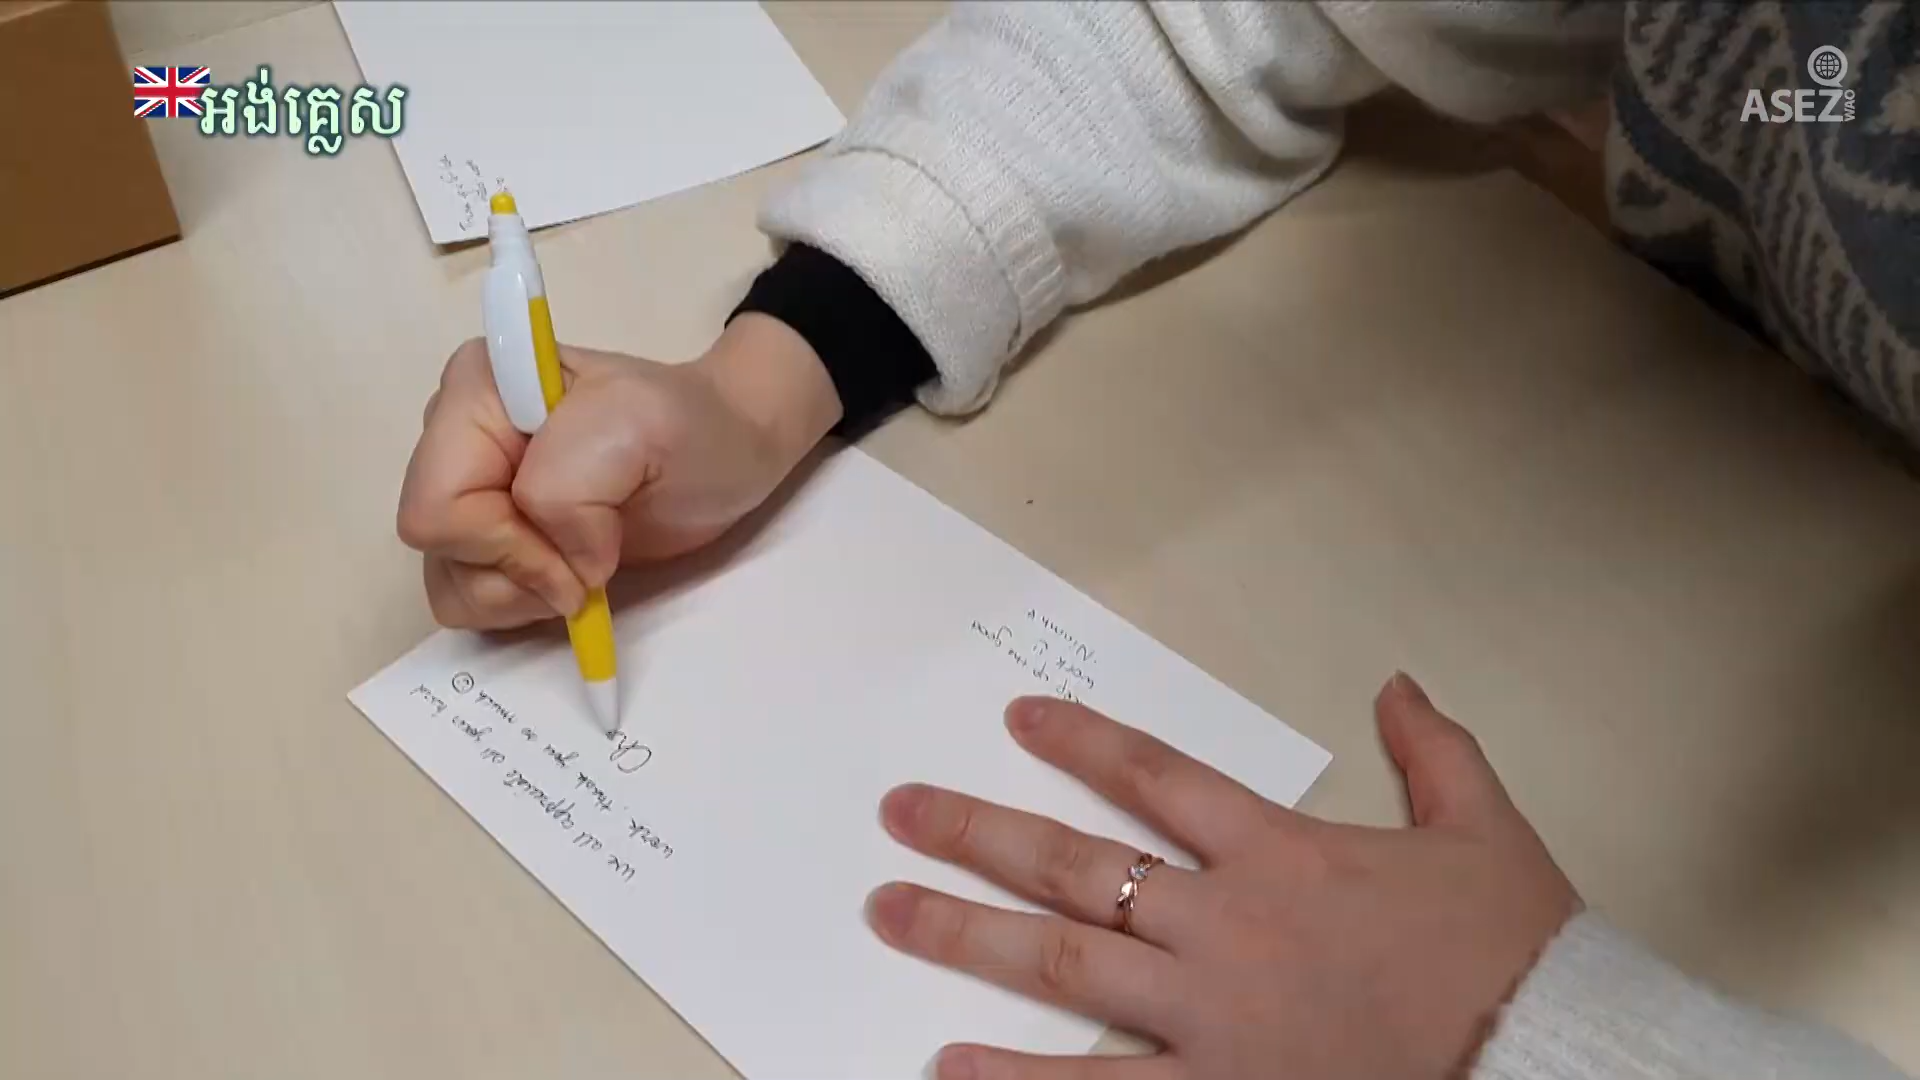 អង់គ្លេស
ASEZ
WAO
we all appreciate all your hard
work, thank you so much ☺
Ch
up the good
work ☺